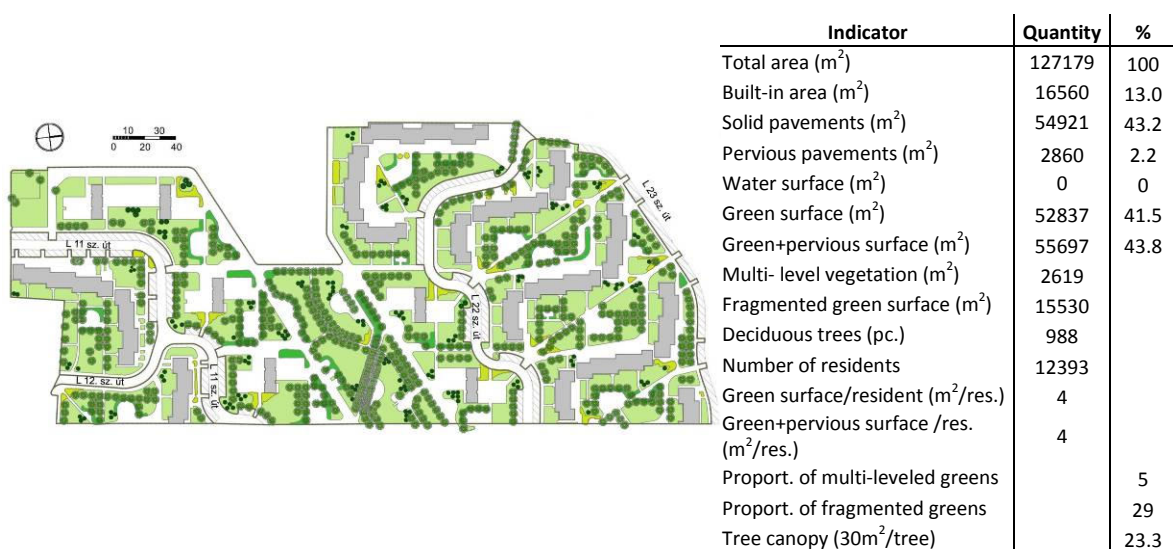 10 30
0 20 40
L 11 sz. út
L 12. sz. út
L 11 sz. út
L 22 sz. út
L 23 sz. út
Indicator Quantity %
Total area (m²) 127179 100
Built-in area (m²) 16560 13.0
Solid pavements (m²) 54921 43.2
Pervious pavements (m²) 2860 2.2
Water surface (m²) 0 0
Green surface (m²) 52837 41.5
Green+pervious surface (m²) 55697 43.8
Multi- level vegetation (m²) 2619
Fragmented green surface (m²) 15530
Deciduous trees (pc.) 988
Number of residents 12393
Green surface/resident (m²/res.) 4
Green+pervious surface /res.
(m²/res.) 4
Proport. of multi-leveled greens 5
Proport. of fragmented greens 29
Tree canopy (30m²/tree) 23.3